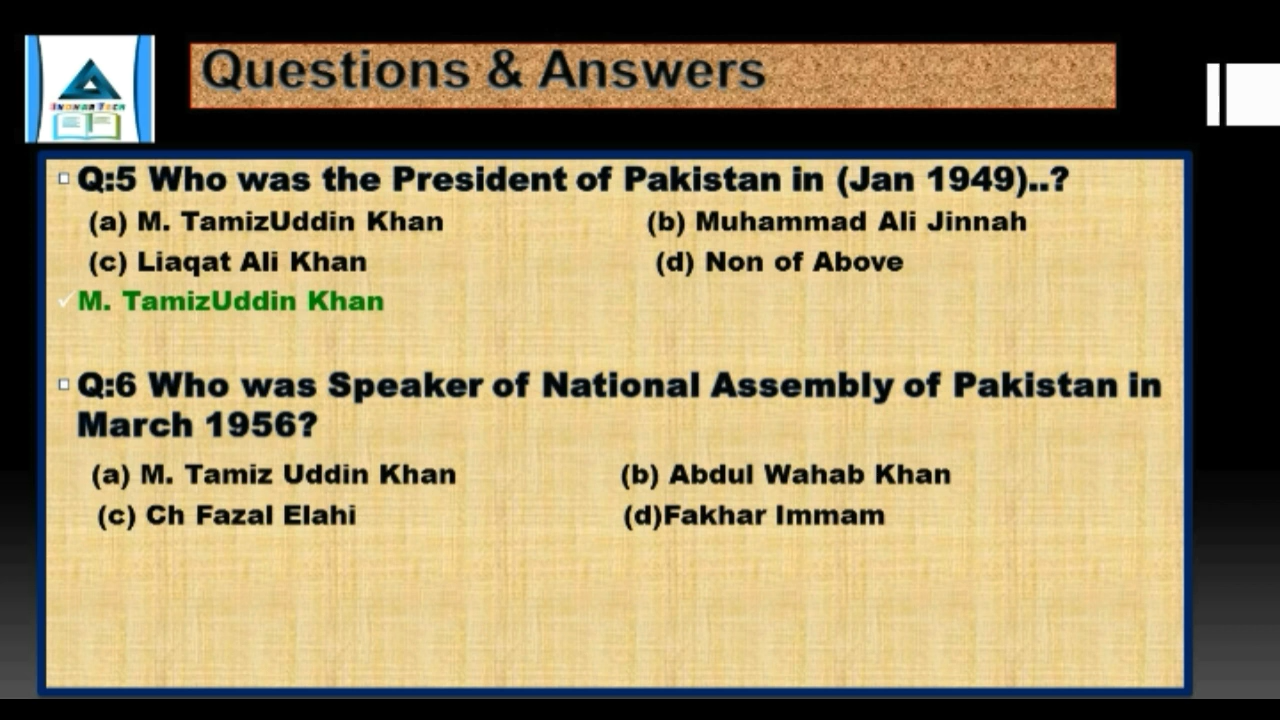 Questions & Answers
Q:5 Who was the President of Pakistan in (Jan 1949)..?
(a) M. TamizUddin Khan (b) Muhammad Ali Jinnah
(c) Liaqat Ali Khan (d) Non of Above
M. TamizUddin Khan
Q:6 Who was Speaker of National Assembly of Pakistan in
March 1956?
(a) M. Tamiz Uddin Khan (b) Abdul Wahab Khan
(c) Ch Fazal Elahi (d)Fakhar Immam